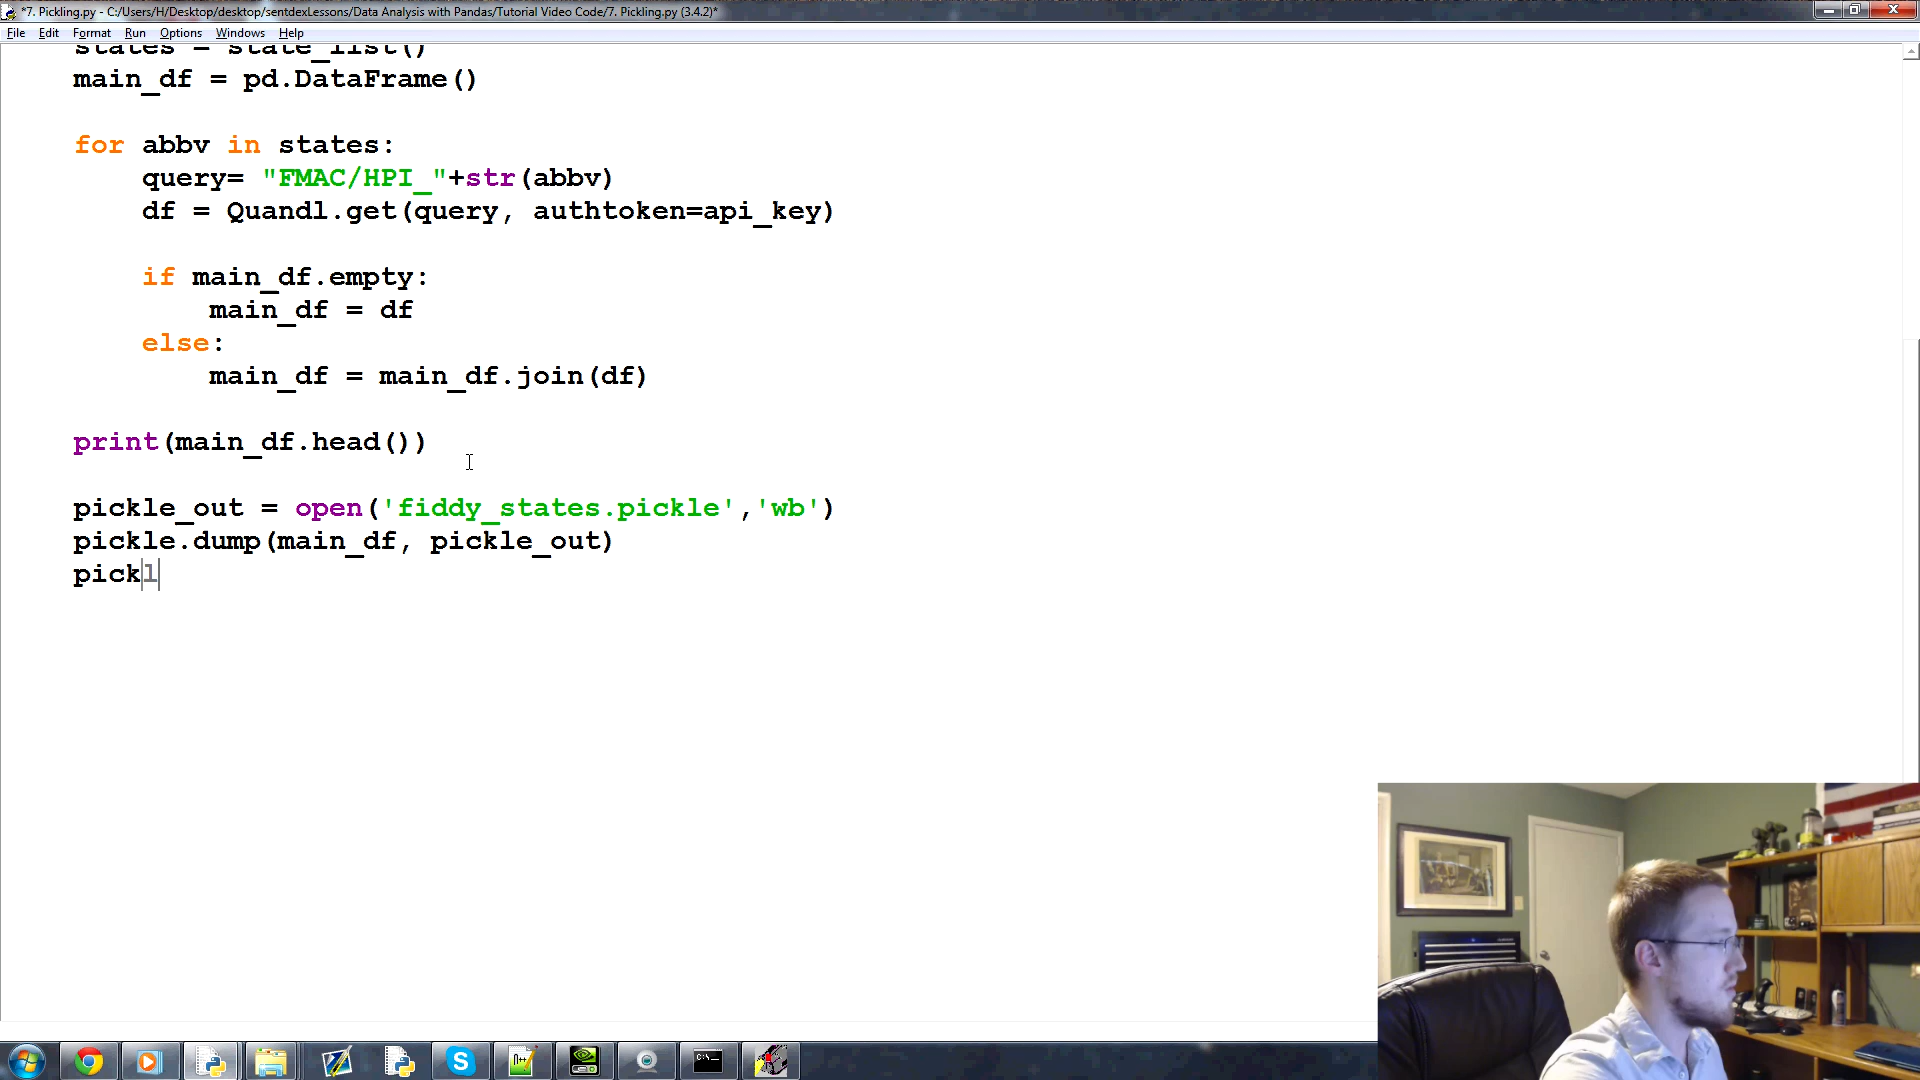 *7. Pickling.py - C:/Users/H/Desktop/desktop/sentdexLessons/Data Analysis with Pandas/Tutorial Video Code/7. Pickling.py (3.4.2)*
File Edit Format Run Options Windows Help
states = state_list()
main_df = pd.DataFrame()
for abbv in states:
query= "FMAC/HPI_"+str(abbv)
df = Quandl.get(query, authtoken=api_key)
if main_df.empty:
main_df = df
else:
main_df = main_df.join(df)
print(main_df.head())
pickle_out = open('fiddy_states.pickle','wb')
pickle.dump(main_df, pickle_out)
pickl